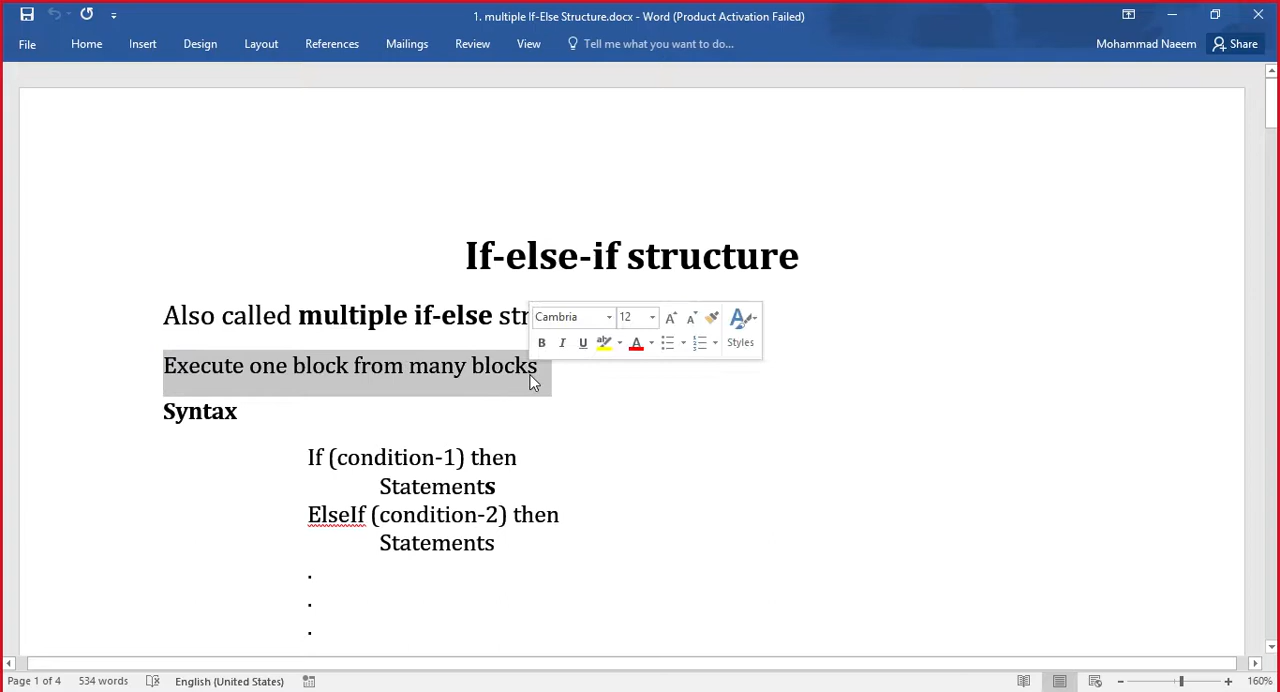 1. multiple If-Else Structure.docx - Word (Product Activation Failed)
File Home Insert Design Layout References Mailings Review View Tell me what you want to do... Mohammad Naeem Share
If-else-if structure
Also called multiple if-else str
Cambria 12 A A A Styles
B I U ab A
Execute one block from many blocks
Syntax
If (condition-1) then
Statements
ElseIf (condition-2) then
Statements
.
.
.
Page 1 of 4 534 words English (United States) 160%